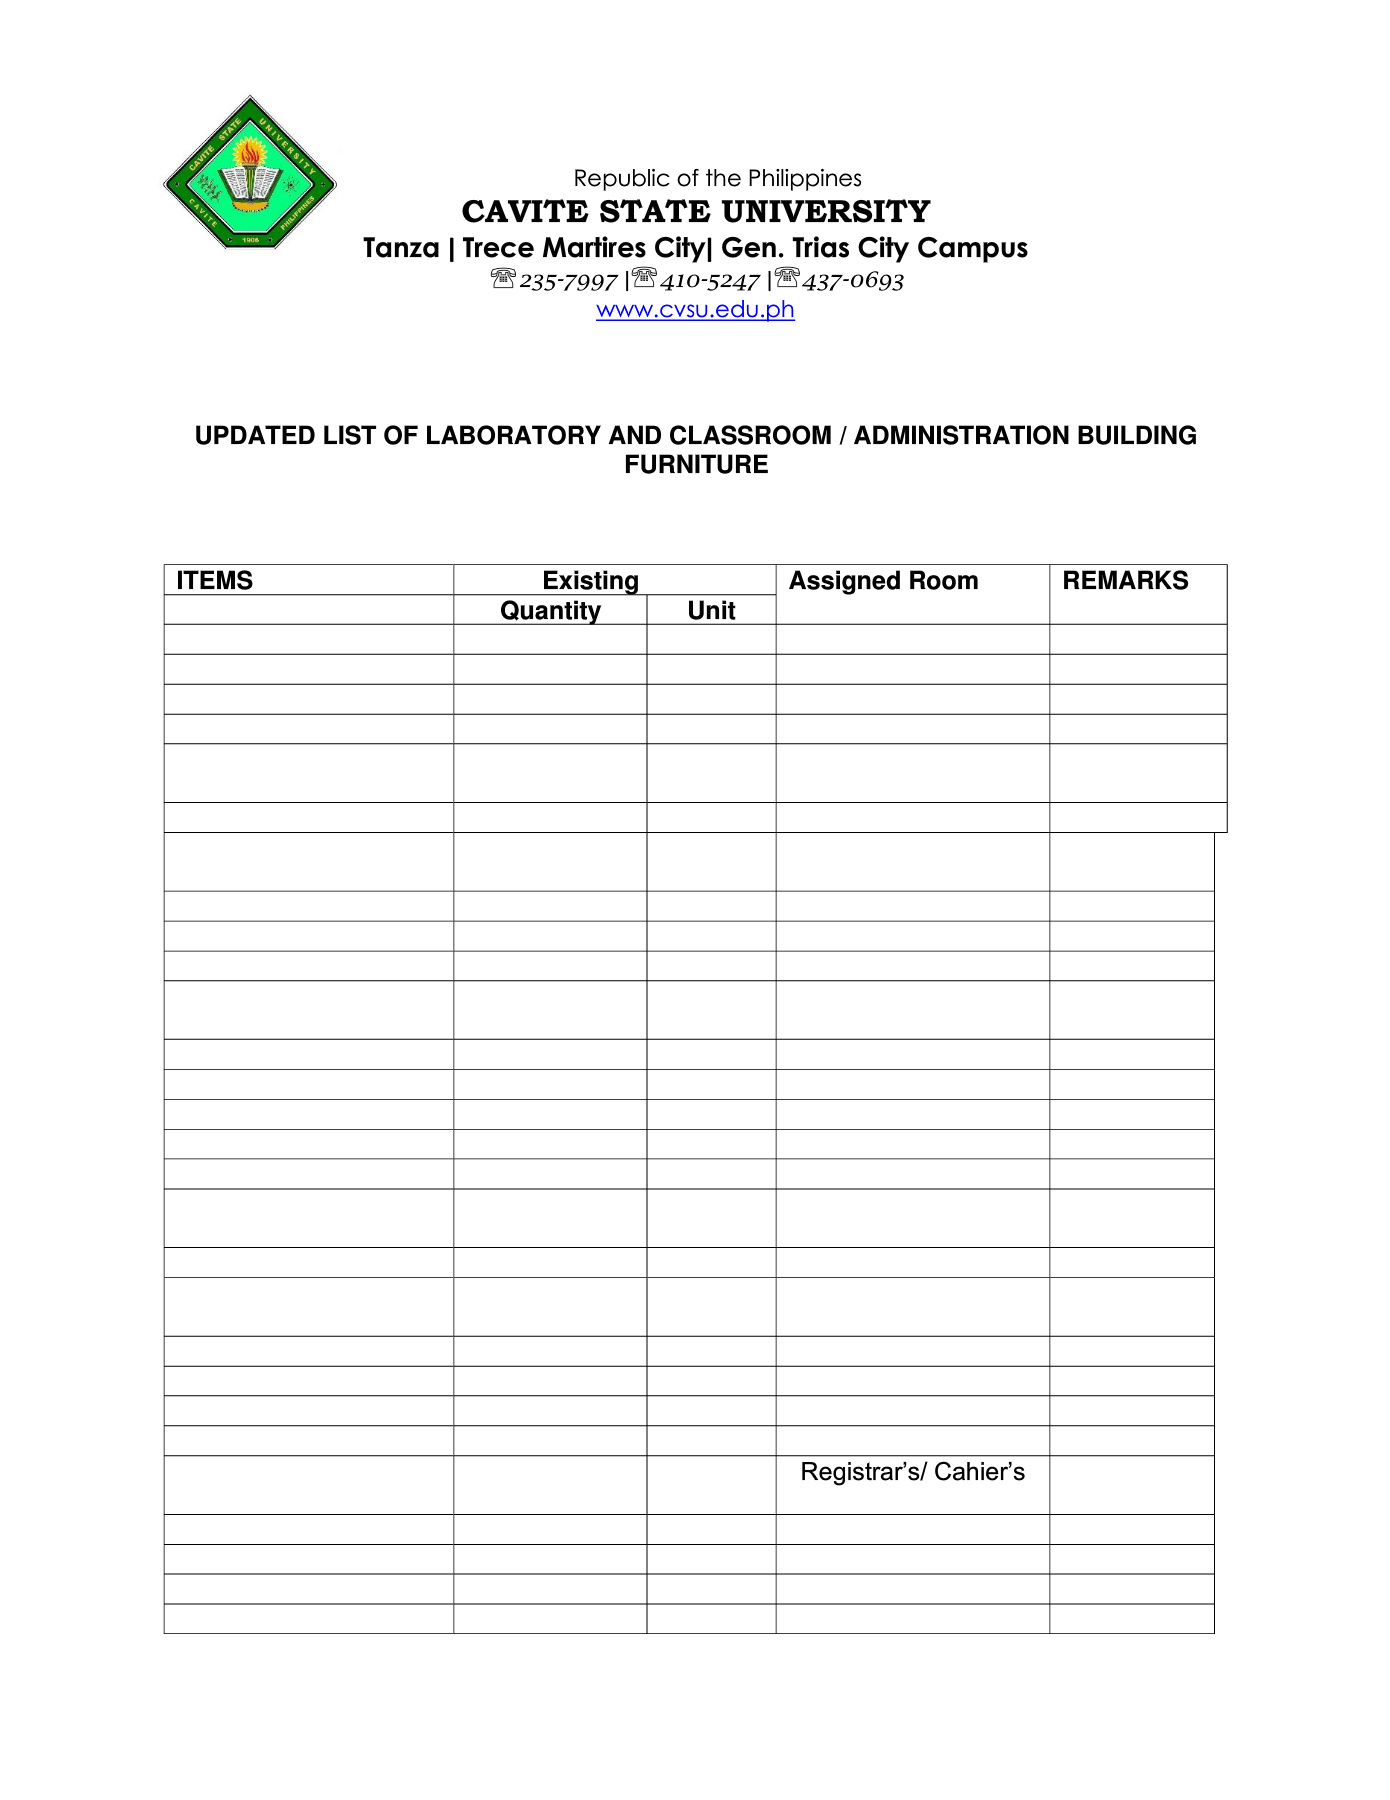 CAVITE STATE UNIVERSITY
CAVITE PHILIPPINES
1906
Republic of the Philippines
CAVITE STATE UNIVERSITY
Tanza | Trece Martires City| Gen. Trias City Campus
☏235-7997 |☏410-5247 |☏437-0693
www.cvsu.edu.ph
UPDATED LIST OF LABORATORY AND CLASSROOM / ADMINISTRATION BUILDING
FURNITURE
ITEMS Existing Assigned Room REMARKS
Quantity Unit
Registrar’s/ Cahier’s